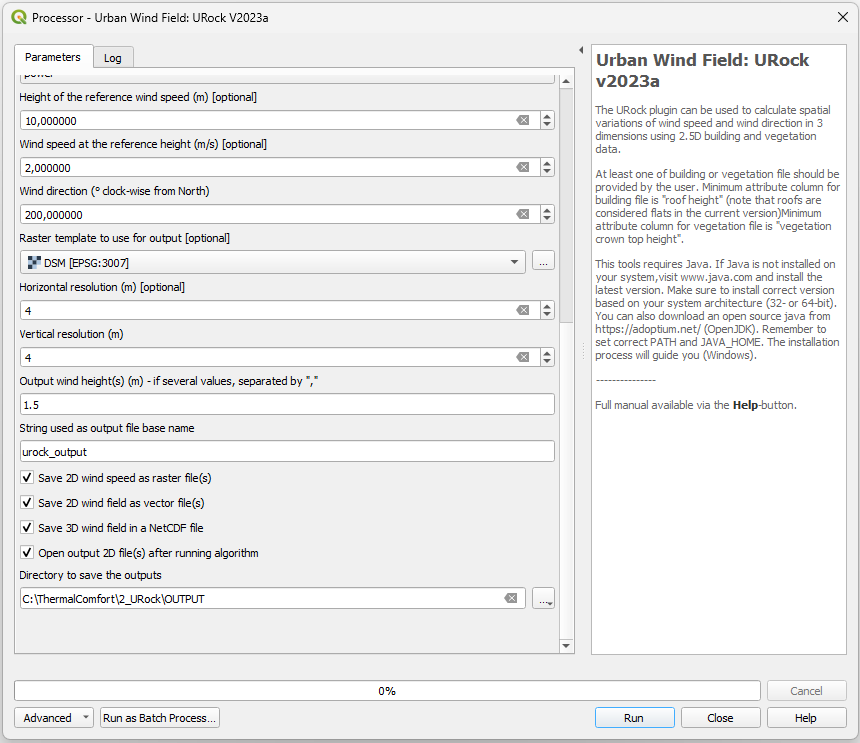 Processor - Urban Wind Field: URock V2023a
Parameters
Log
power
Height of the reference wind speed (m) [optional]
10,000000
Wind speed at the reference height (m/s) [optional]
2,000000
Wind direction (° clock-wise from North)
200,000000
Raster template to use for output [optional]
DSM [EPSG:3007]
...
Horizontal resolution (m) [optional]
4
Vertical resolution (m)
4
Output wind height(s) (m) - if several values, separated by ","
1.5
String used as output file base name
urock_output
Save 2D wind speed as raster file(s)
Save 2D wind field as vector file(s)
Save 3D wind field in a NetCDF file
Open output 2D file(s) after running algorithm
Directory to save the outputs
C:\ThermalComfort\2_URock\OUTPUT
...
Urban Wind Field: URock
v2023a
The URock plugin can be used to calculate spatial
variations of wind speed and wind direction in 3
dimensions using 2.5D building and vegetation
data.
At least one of building or vegetation file should be
provided by the user. Minimum attribute column for
building file is "roof height" (note that roofs are
considered flats in the current version)Minimum
attribute column for vegetation file is "vegetation
crown top height".
This tools requires Java. If Java is not installed on
your system,visit www.java.com and install the
latest version. Make sure to install correct version
based on your system architecture (32- or 64-bit).
You can also download an open source java from
https://adoptium.net/ (OpenJDK). Remember to
set correct PATH and JAVA_HOME. The installation
process will guide you (Windows).
---------------
Full manual available via the Help-button.
0%
Cancel
Advanced
Run as Batch Process...
Run
Close
Help